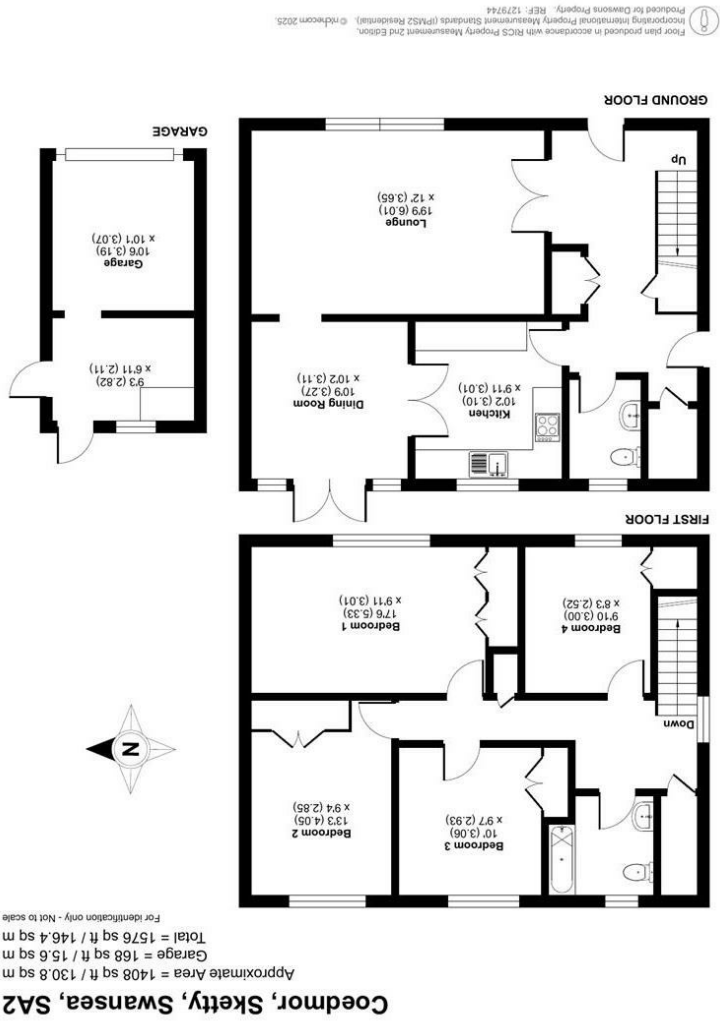 Coedmor, Sketty, Swansea, SA2
Approximate Area = 1408 sq ft / 130.8 sq m
Garage = 168 sq ft / 15.6 sq m
Total = 1576 sq ft / 146.4 sq m
For identification only - Not to scale
N
Bedroom 3
10' (3.06)
x 9'7 (2.93)
Bedroom 2
13'3 (4.05)
x 9'4 (2.85)
Down
Bedroom 4
9'10 (3.00)
x 8'3 (2.52)
Bedroom 1
17'6 (5.33)
x 9'11 (3.01)
FIRST FLOOR
Kitchen
10'2 (3.10)
x 9'11 (3.01)
Dining Room
10'9 (3.27)
x 10'2 (3.11)
9'3 (2.82)
x 6'11 (2.11)
Garage
10'6 (3.19)
x 10'1 (3.07)
Lounge
19'9 (6.01)
x 12' (3.65)
Up
GARAGE
GROUND FLOOR
Floor plan produced in accordance with RICS Property Measurement 2nd Edition,
Incorporating International Property Measurement Standards (IPMS2 Residential). © nichecom 2025.
Produced for Dawsons Property. REF: 1279744